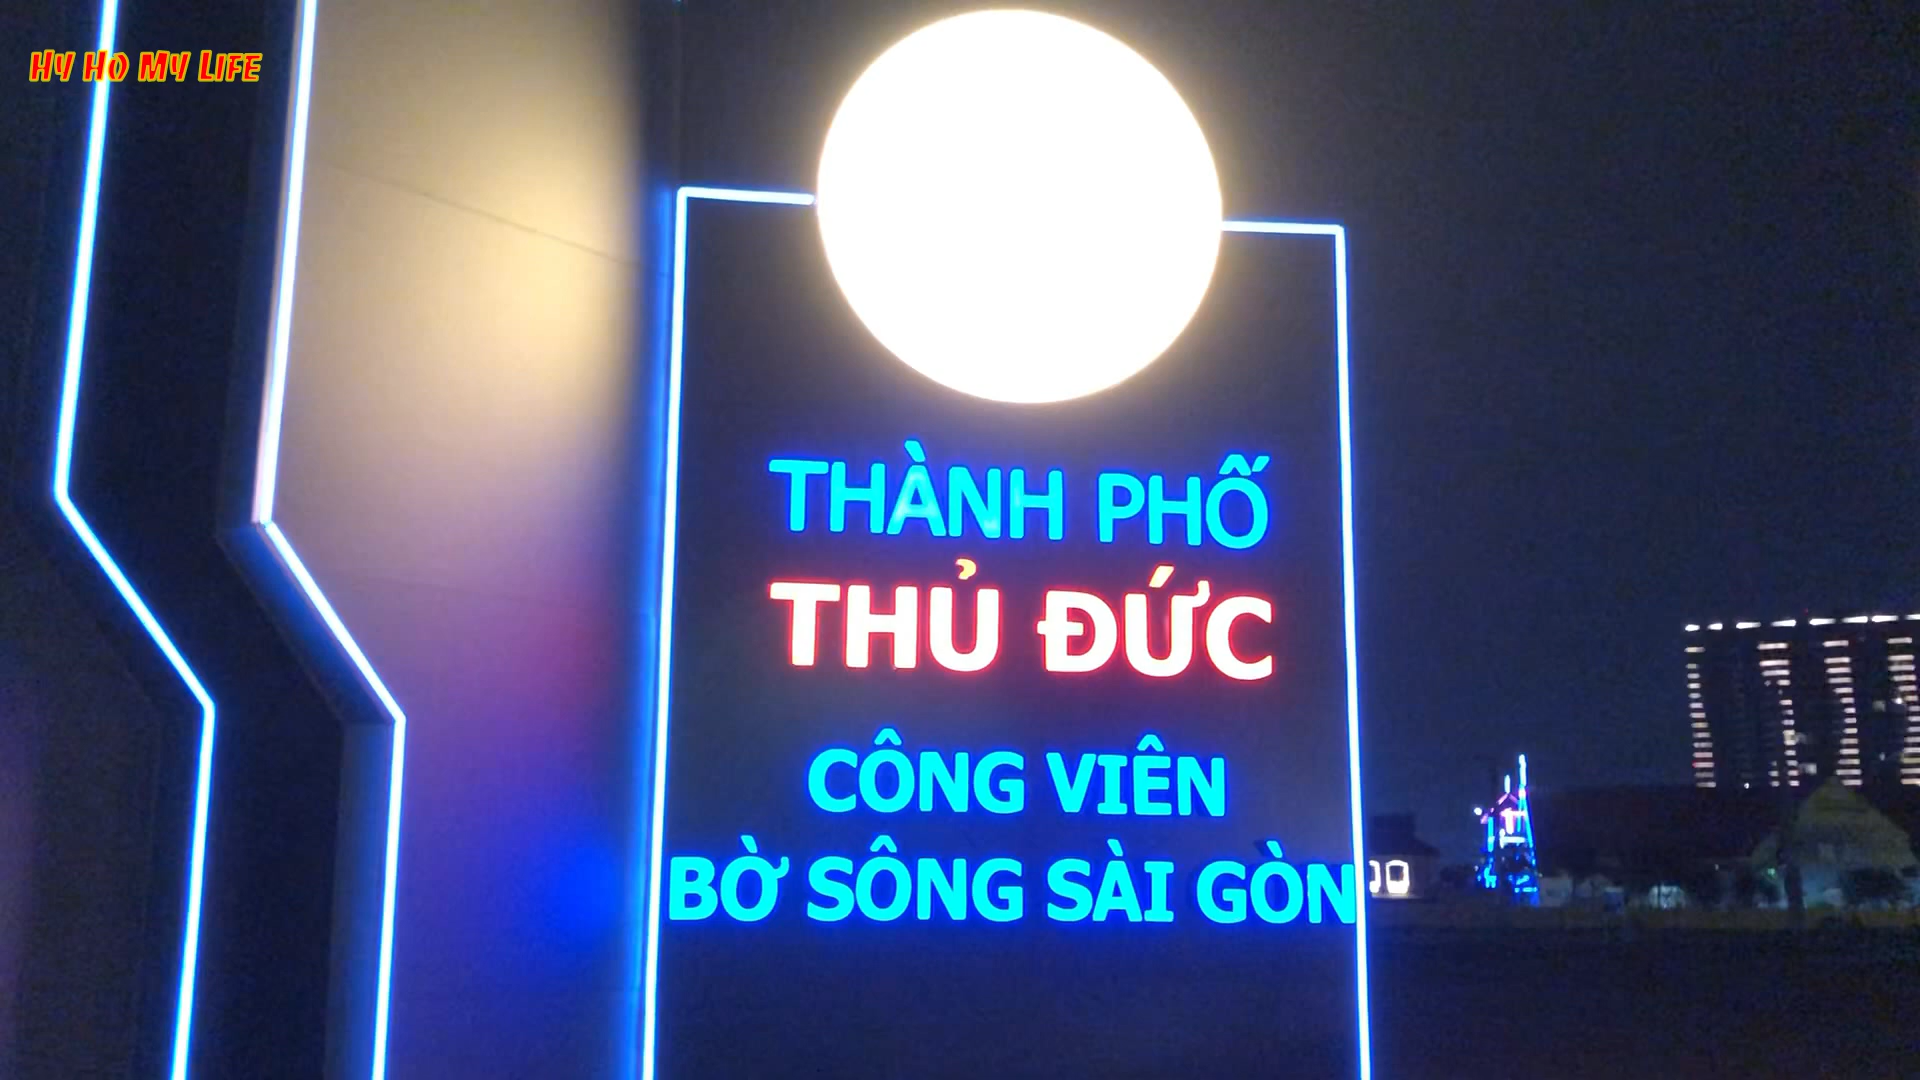 Hy Ho My Life
THÀNH PHỐ
THỦ ĐỨC
CÔNG VIÊN
BỜ SÔNG SÀI GÒN